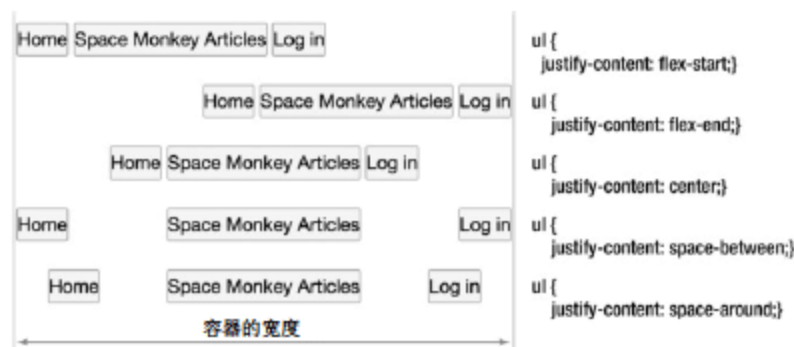 Home Space Monkey Articles Log in ul {
justify-content: flex-start;}
Home Space Monkey Articles Log in ul {
justify-content: flex-end;}
Home Space Monkey Articles Log in ul {
justify-content: center;}
Home Space Monkey Articles Log in ul {
justify-content: space-between;}
Home Space Monkey Articles Log in ul {
justify-content: space-around;}
容器的宽度